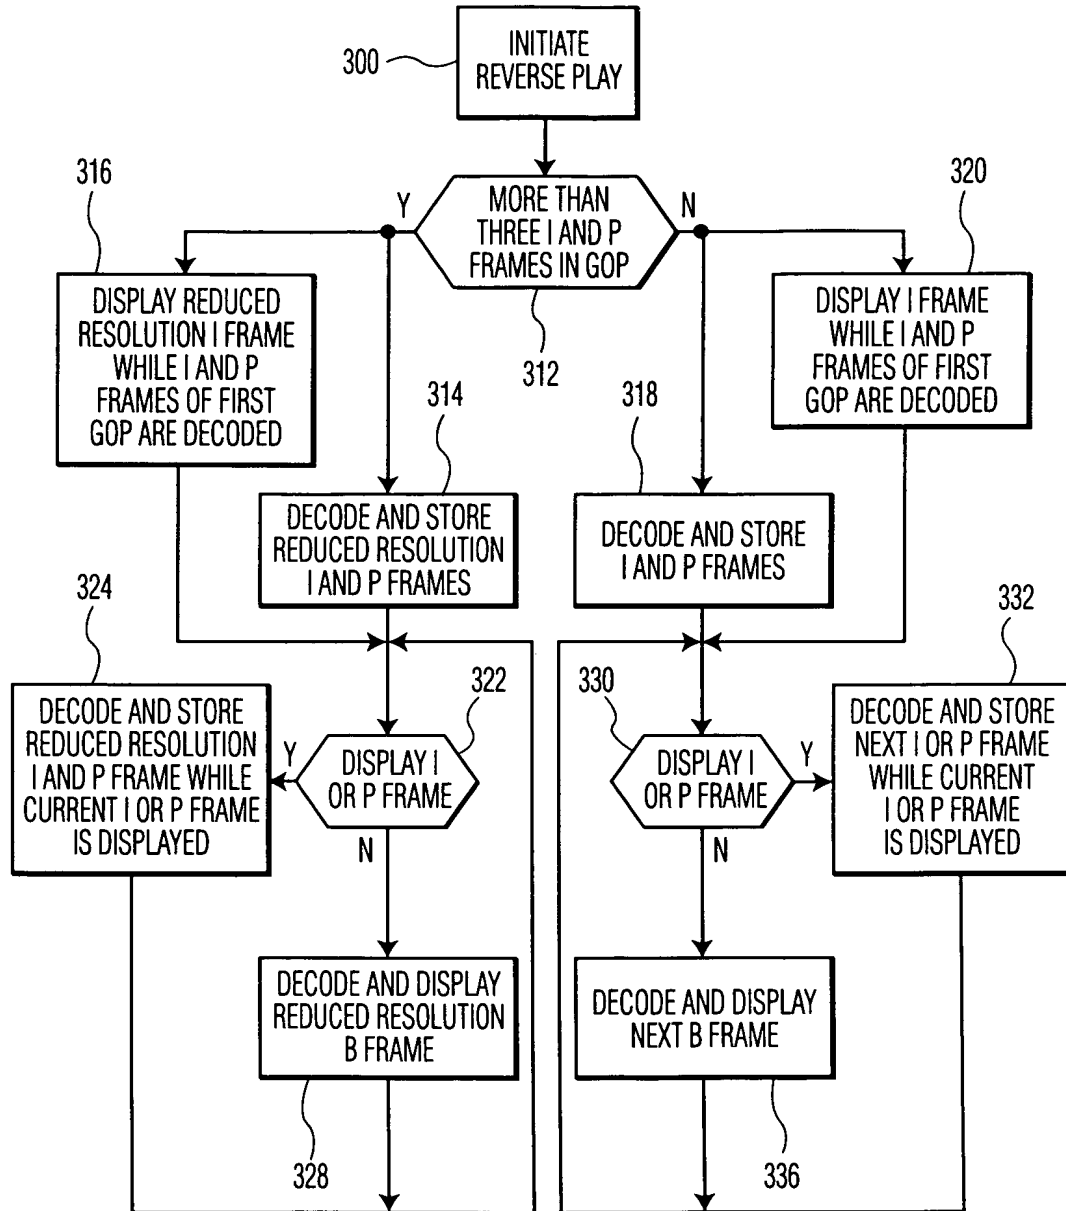 300
INITIATE
REVERSE PLAY
316
Y
MORE THAN
THREE I AND P
FRAMES IN GOP
N
320
312
DISPLAY REDUCED
RESOLUTION I FRAME
WHILE I AND P
FRAMES OF FIRST
GOP ARE DECODED
DISPLAY I FRAME
WHILE I AND P
FRAMES OF FIRST
GOP ARE DECODED
314
318
DECODE AND STORE
REDUCED RESOLUTION
I AND P FRAMES
DECODE AND STORE
I AND P FRAMES
324
322
330
332
DECODE AND STORE
REDUCED RESOLUTION
I AND P FRAME WHILE
CURRENT I OR P FRAME
IS DISPLAYED
Y
DISPLAY I
OR P FRAME
N
DISPLAY I
OR P FRAME
Y
N
DECODE AND STORE
NEXT I OR P FRAME
WHILE CURRENT
I OR P FRAME
IS DISPLAYED
DECODE AND DISPLAY
REDUCED RESOLUTION
B FRAME
DECODE AND DISPLAY
NEXT B FRAME
328
336